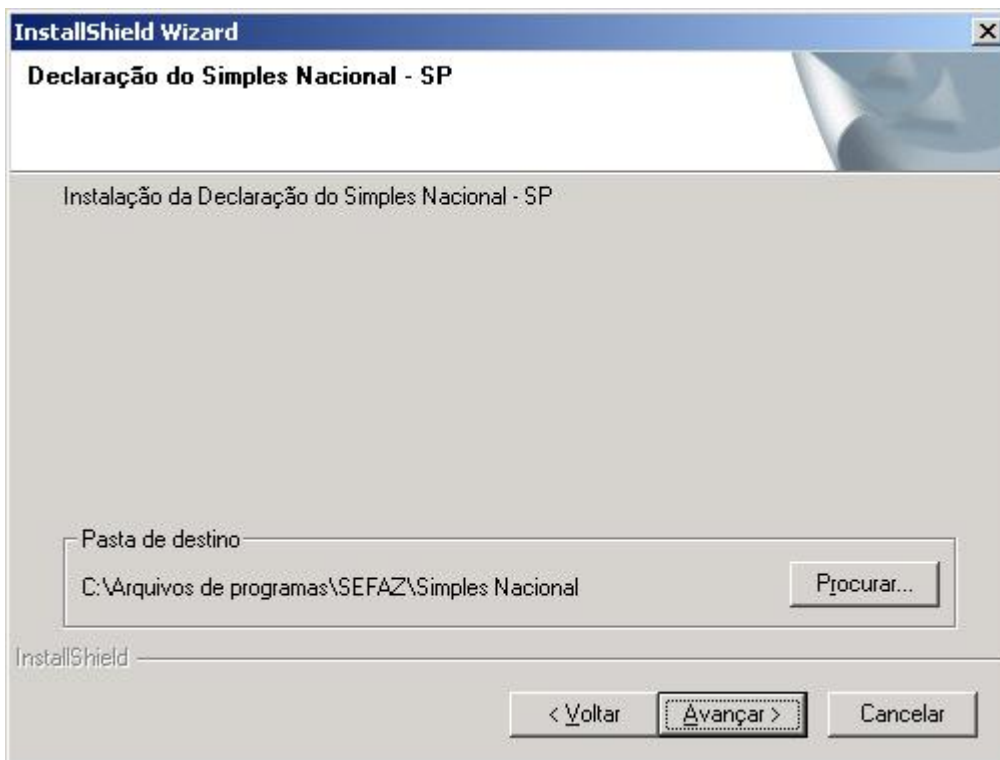 InstallShield Wizard
Declaração do Simples Nacional - SP
Instalação da Declaração do Simples Nacional - SP
Pasta de destino
C:\Arquivos de programas\SEFAZ\Simples Nacional
Procurar...
InstallShield
< Voltar
Avançar >
Cancelar